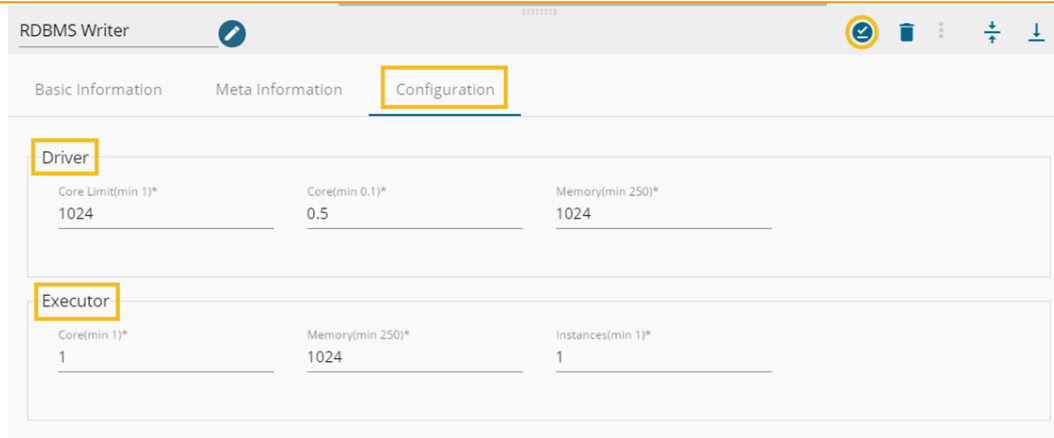 RDBMS Writer
Basic Information Meta Information Configuration
Driver
Core Limit(min 1)* Core(min 0.1)* Memory(min 250)*
1024 0.5 1024
Executor
Core(min 1)* Memory(min 250)* Instances(min 1)*
1 1024 1